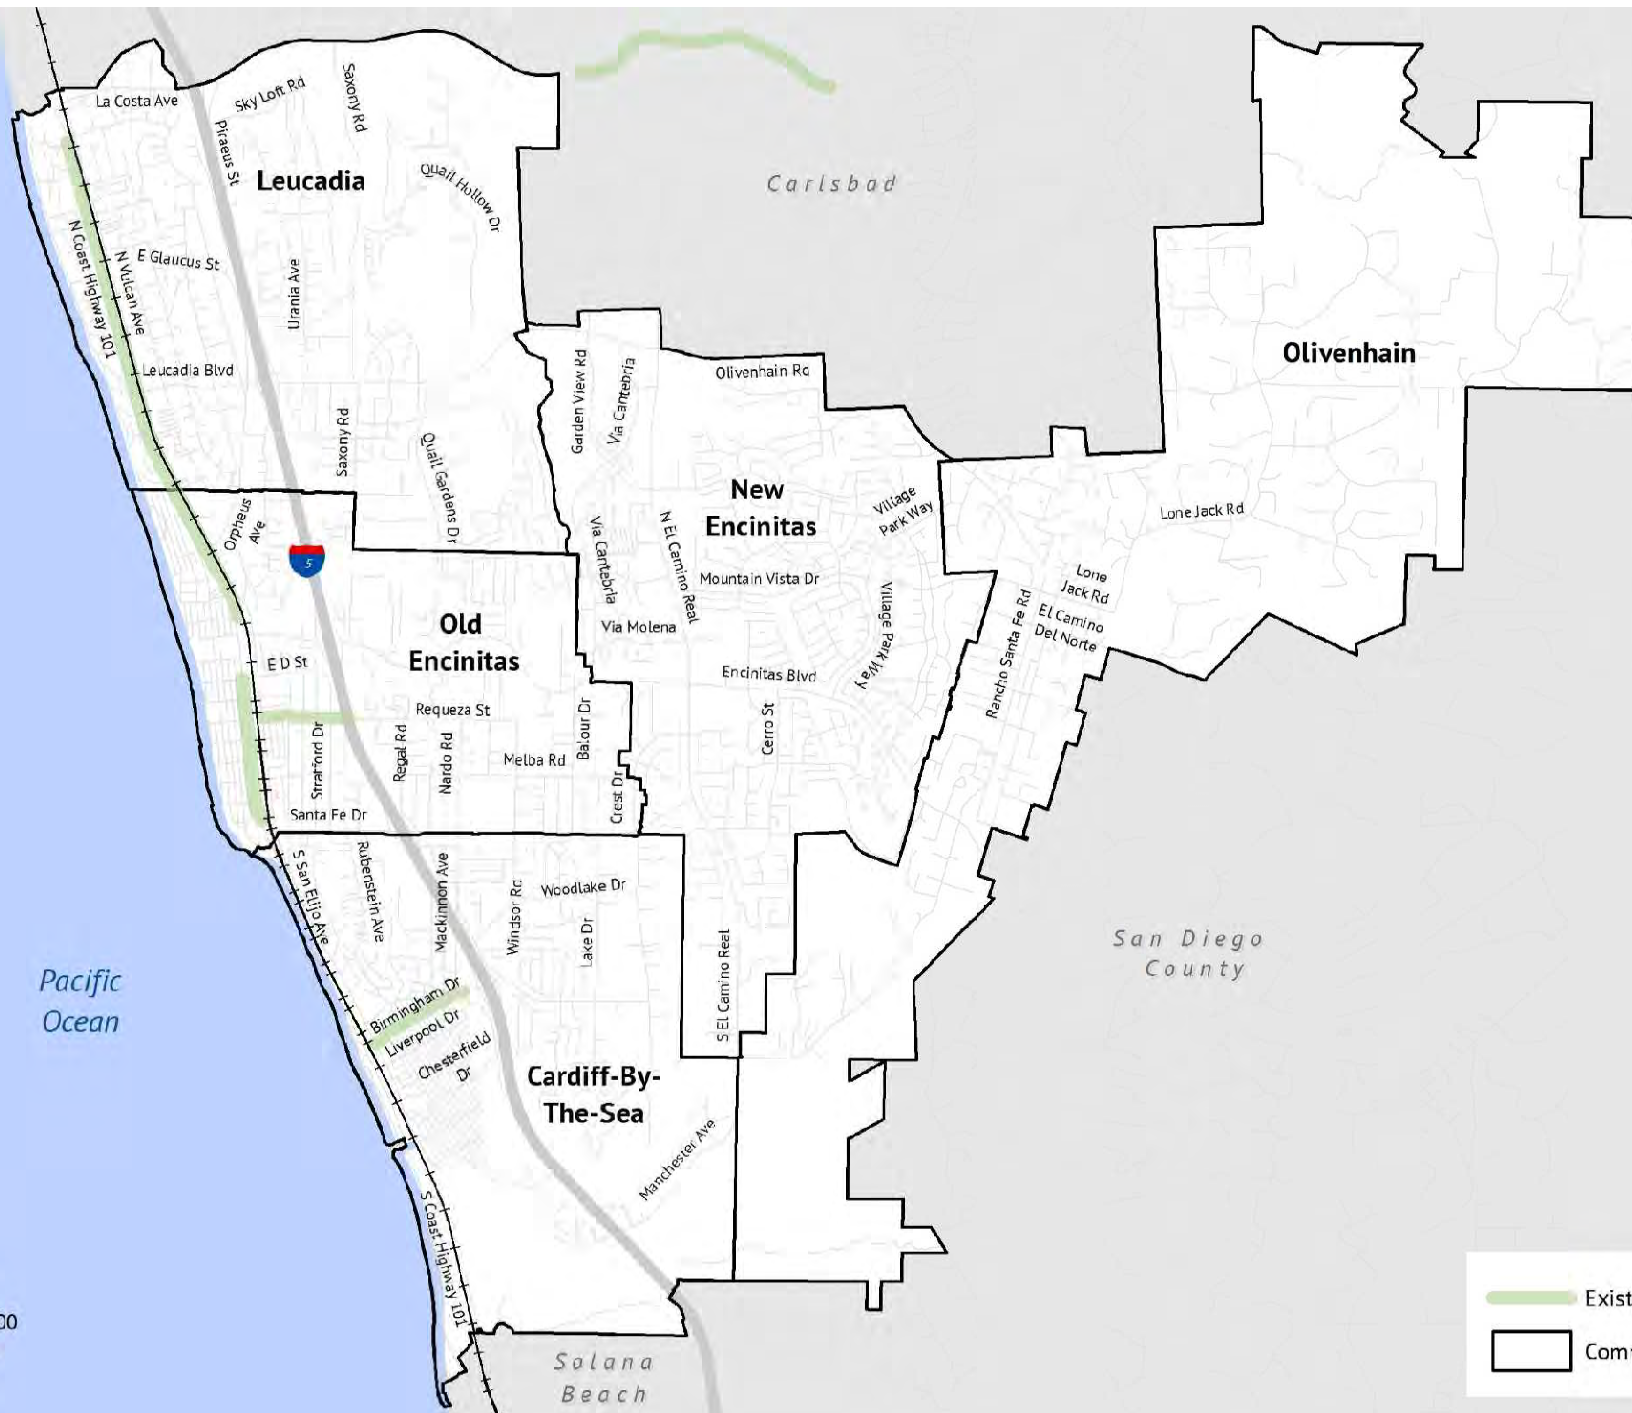 La Costa Ave
Sky Loft Rd
Saxony Rd
Piraeus St
Leucadia
Quail Hollow Dr
Carlsbad
N Coast Highway 101
N Vulcan Ave
E Glaucus St
Urania Ave
Leucadia Blvd
Saxony Rd
Quail Gardens Dr
Garden View Rd
Via Cantebria
Olivenhain Rd
Olivenhain
New
Encinitas
Village
Park Way
Lone Jack Rd
Orpheus
Ave
5
Via Cantebria
N El Camino Real
Mountain Vista Dr
Village Park Way
Lone
Jack Rd
El Camino
Del Norte
Rancho Santa Fe Rd
Via Molena
Old
Encinitas
E D St
Encinitas Blvd
Requeza St
Stratford Dr
Regal Rd
Nardo Rd
Melba Rd
Balour Dr
Crest Dr
Cerro St
Santa Fe Dr
S San Elijo Ave
Rubenstein Ave
Mackinnon Ave
Windsor Rd
Woodlake Dr
Lake Dr
S El Camino Real
San Diego
County
Pacific
Ocean
Birmingham Dr
Liverpool Dr
Chesterfield
Dr
Cardiff-By-
The-Sea
Manchester Ave
S Coast Highway 101
Solana
Beach
00
Exist
Com